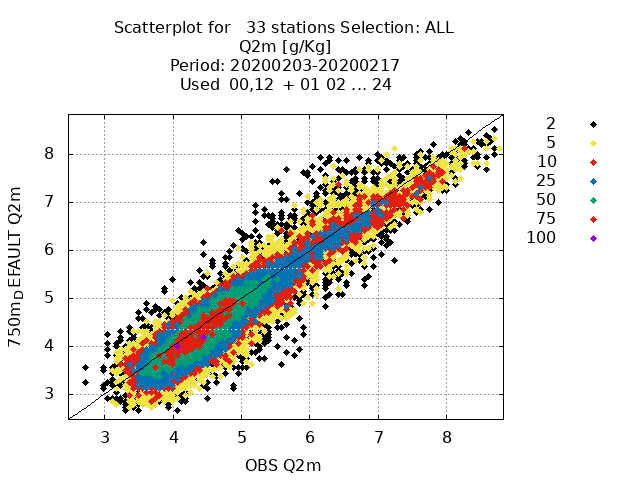 Scatterplot for 33 stations Selection: ALL
Q2m [g/Kg]
Period: 20200203-20200217
Used 00,12 + 01 02 ... 24
2
5
10
25
50
75
100
750m_DEFAULT Q2m
8
7
6
5
4
3
3 4 5 6 7 8
OBS Q2m